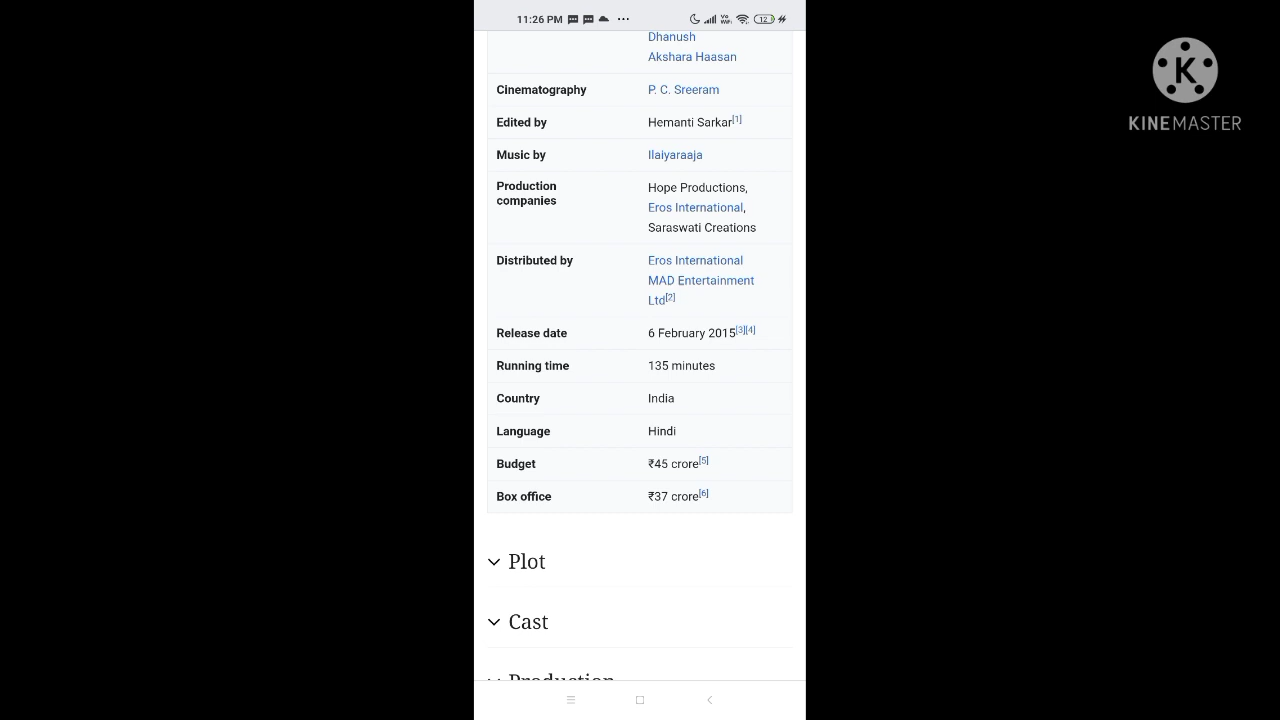 11:26 PM
12
Dhanush
Akshara Haasan
Cinematography P. C. Sreeram
Edited by Hemanti Sarkar[1]
Music by Ilaiyaraaja
Production companies Hope Productions,
Eros International,
Saraswati Creations
Distributed by Eros International
MAD Entertainment
Ltd[2]
Release date 6 February 2015[3][4]
Running time 135 minutes
Country India
Language Hindi
Budget ₹45 crore[5]
Box office ₹37 crore[6]
Plot
Cast
Production
K
KINEMASTER